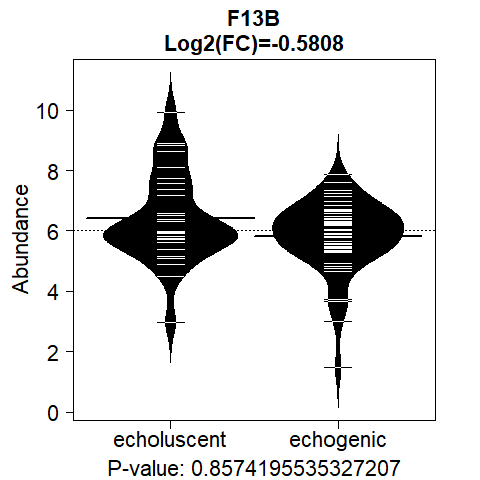 F13B
Log2(FC)=-0.5808
Abundance
10
8
6
4
2
0
echoluscent echogenic
P-value: 0.8574195535327207